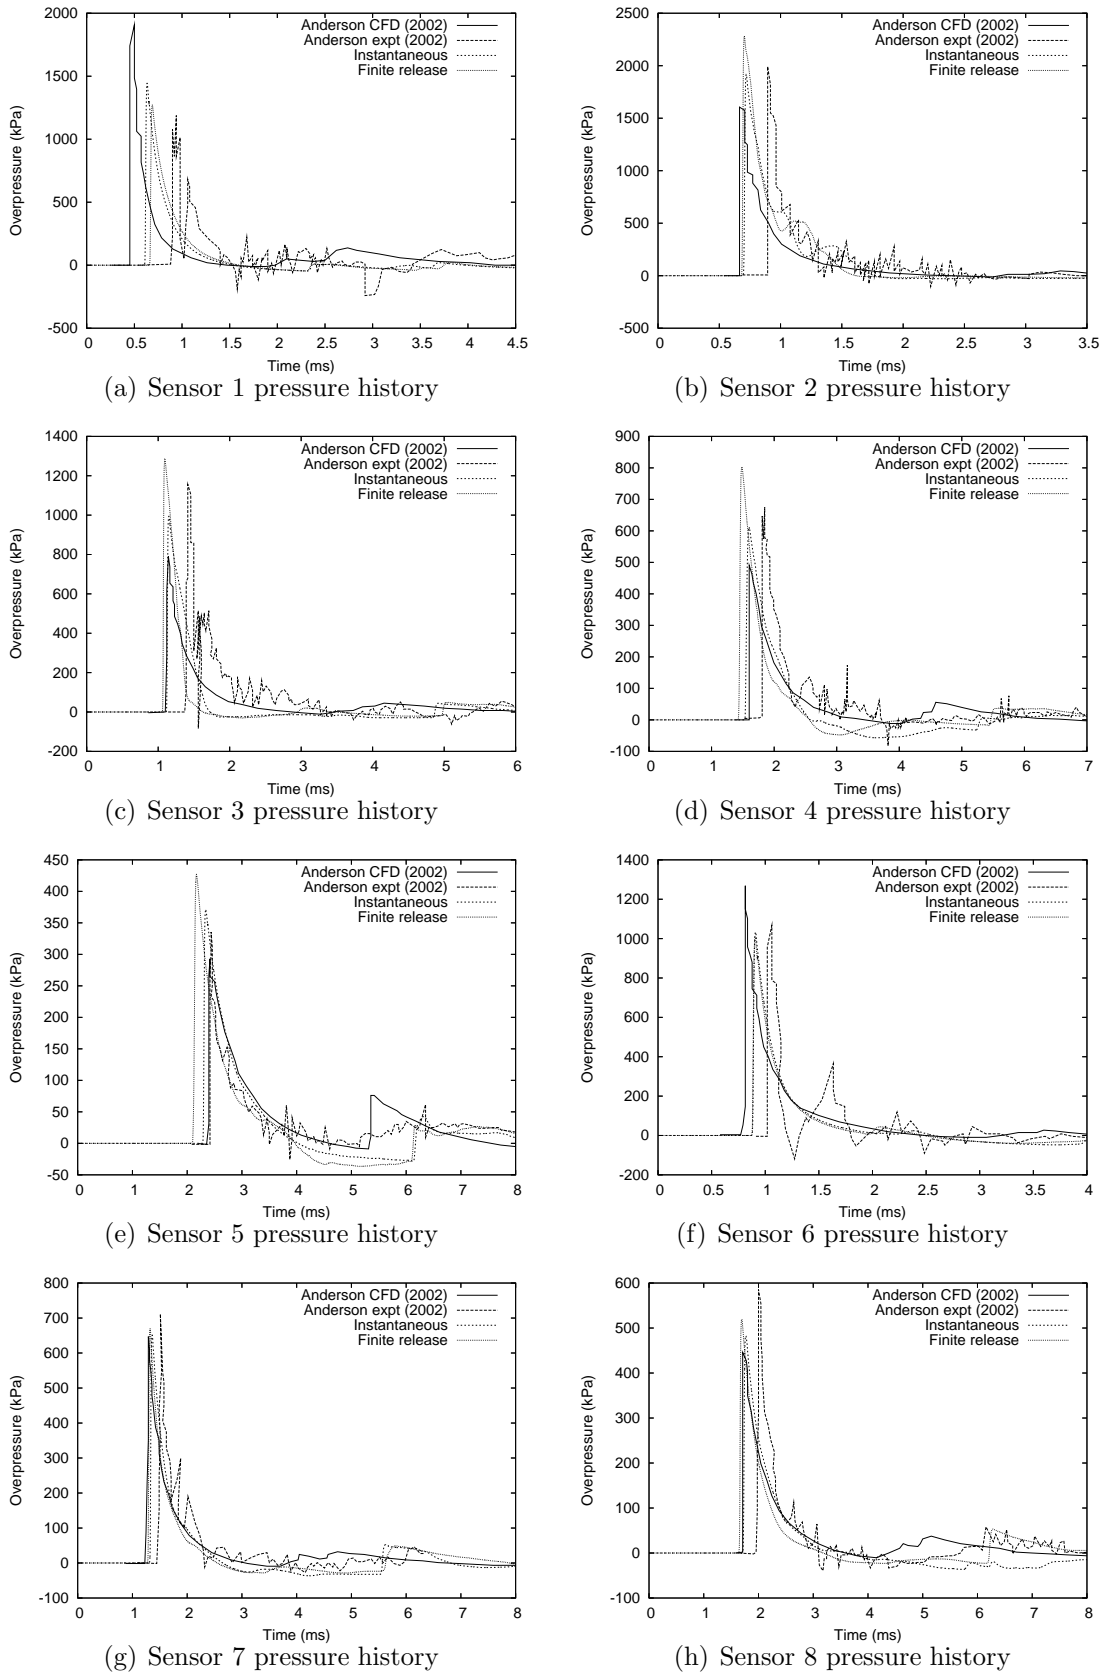 Overpressure (kPa)
2000
1500
1000
500
0
-500
Anderson CFD (2002)
Anderson expt (2002)
Instantaneous
Finite release
0 0.5 1 1.5 2 2.5 3 3.5 4 4.5
Time (ms)
(a) Sensor 1 pressure history
Overpressure (kPa)
2500
2000
1500
1000
500
0
-500
Anderson CFD (2002)
Anderson expt (2002)
Instantaneous
Finite release
0 0.5 1 1.5 2 2.5 3 3.5
Time (ms)
(b) Sensor 2 pressure history
Overpressure (kPa)
1400
1200
1000
800
600
400
200
0
-200
Anderson CFD (2002)
Anderson expt (2002)
Instantaneous
Finite release
0 1 2 3 4 5 6
Time (ms)
(c) Sensor 3 pressure history
Overpressure (kPa)
900
800
700
600
500
400
300
200
100
0
-100
Anderson CFD (2002)
Anderson expt (2002)
Instantaneous
Finite release
0 1 2 3 4 5 6 7
Time (ms)
(d) Sensor 4 pressure history
Overpressure (kPa)
450
400
350
300
250
200
150
100
50
0
-50
Anderson CFD (2002)
Anderson expt (2002)
Instantaneous
Finite release
0 1 2 3 4 5 6 7 8
Time (ms)
(e) Sensor 5 pressure history
Overpressure (kPa)
1400
1200
1000
800
600
400
200
0
-200
Anderson CFD (2002)
Anderson expt (2002)
Instantaneous
Finite release
0 0.5 1 1.5 2 2.5 3 3.5 4
Time (ms)
(f) Sensor 6 pressure history
Overpressure (kPa)
800
700
600
500
400
300
200
100
0
-100
Anderson CFD (2002)
Anderson expt (2002)
Instantaneous
Finite release
0 1 2 3 4 5 6 7 8
Time (ms)
(g) Sensor 7 pressure history
Overpressure (kPa)
600
500
400
300
200
100
0
-100
Anderson CFD (2002)
Anderson expt (2002)
Instantaneous
Finite release
0 1 2 3 4 5 6 7 8
Time (ms)
(h) Sensor 8 pressure history